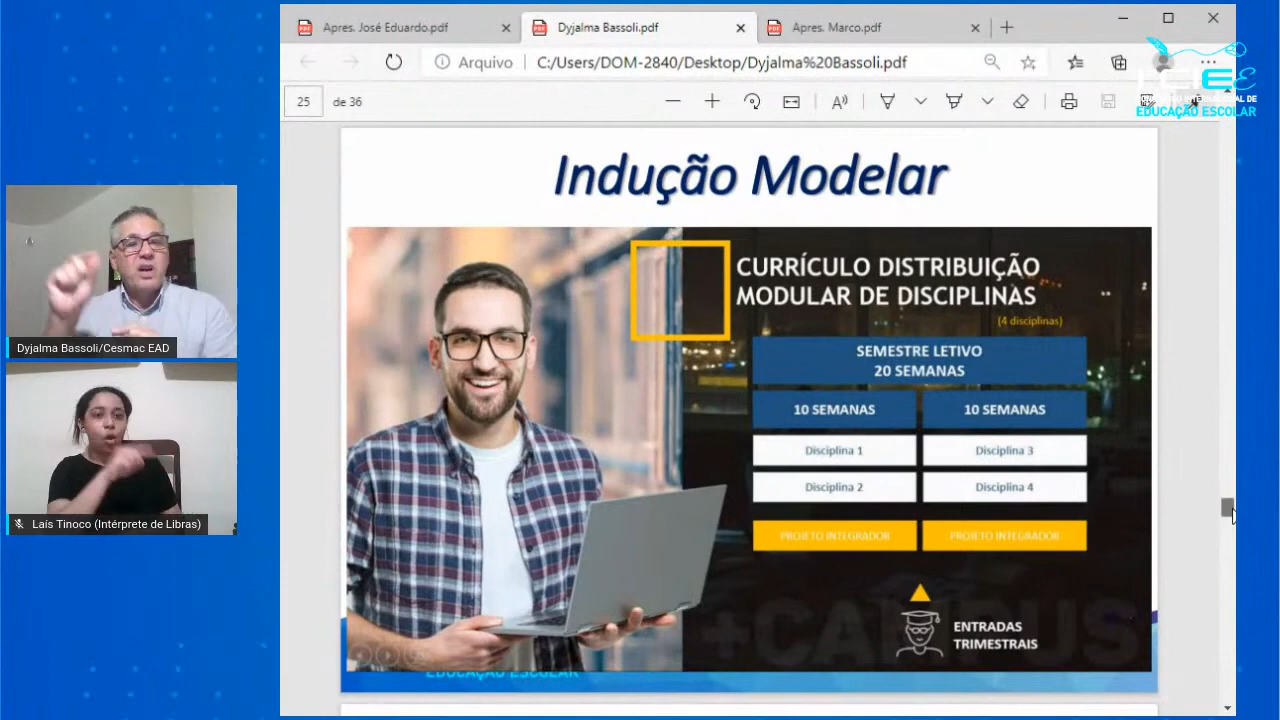 Apres. José Eduardo.pdf
Dyjalma Bassoli.pdf
Apres. Marco.pdf
Arquivo
C:/Users/DOM-2840/Desktop/Dyjalma%20Bassoli.pdf
25
de 36
EDUCAÇÃO ESCOLAR
Indução Modelar
CURRÍCULO DISTRIBUIÇÃO
MODULAR DE DISCIPLINAS
(4 disciplinas)
SEMESTRE LETIVO
20 SEMANAS
10 SEMANAS
10 SEMANAS
Disciplina 1
Disciplina 3
Disciplina 2
Disciplina 4
PROJETO INTEGRADOR
PROJETO INTEGRADOR
+CAMPUS
ENTRADAS
TRIMESTRAIS
EDUCAÇÃO ESCOLAR
Dyjalma Bassoli/Cesmac EAD
Laís Tinoco (Intérprete de Libras)